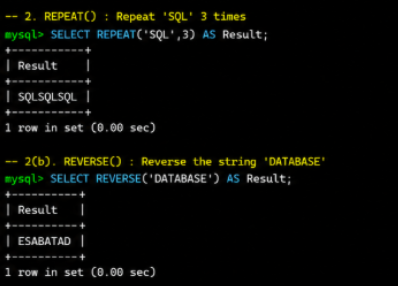 -- 2. REPEAT() : Repeat 'SQL' 3 times
mysql> SELECT REPEAT('SQL',3) AS Result;
+-----------+
| Result    |
+-----------+
| SQLSQLSQL |
+-----------+
1 row in set (0.00 sec)

-- 2(b). REVERSE() : Reverse the string 'DATABASE'
mysql> SELECT REVERSE('DATABASE') AS Result;
+----------+
| Result   |
+----------+
| ESABATAD |
+----------+
1 row in set (0.00 sec)